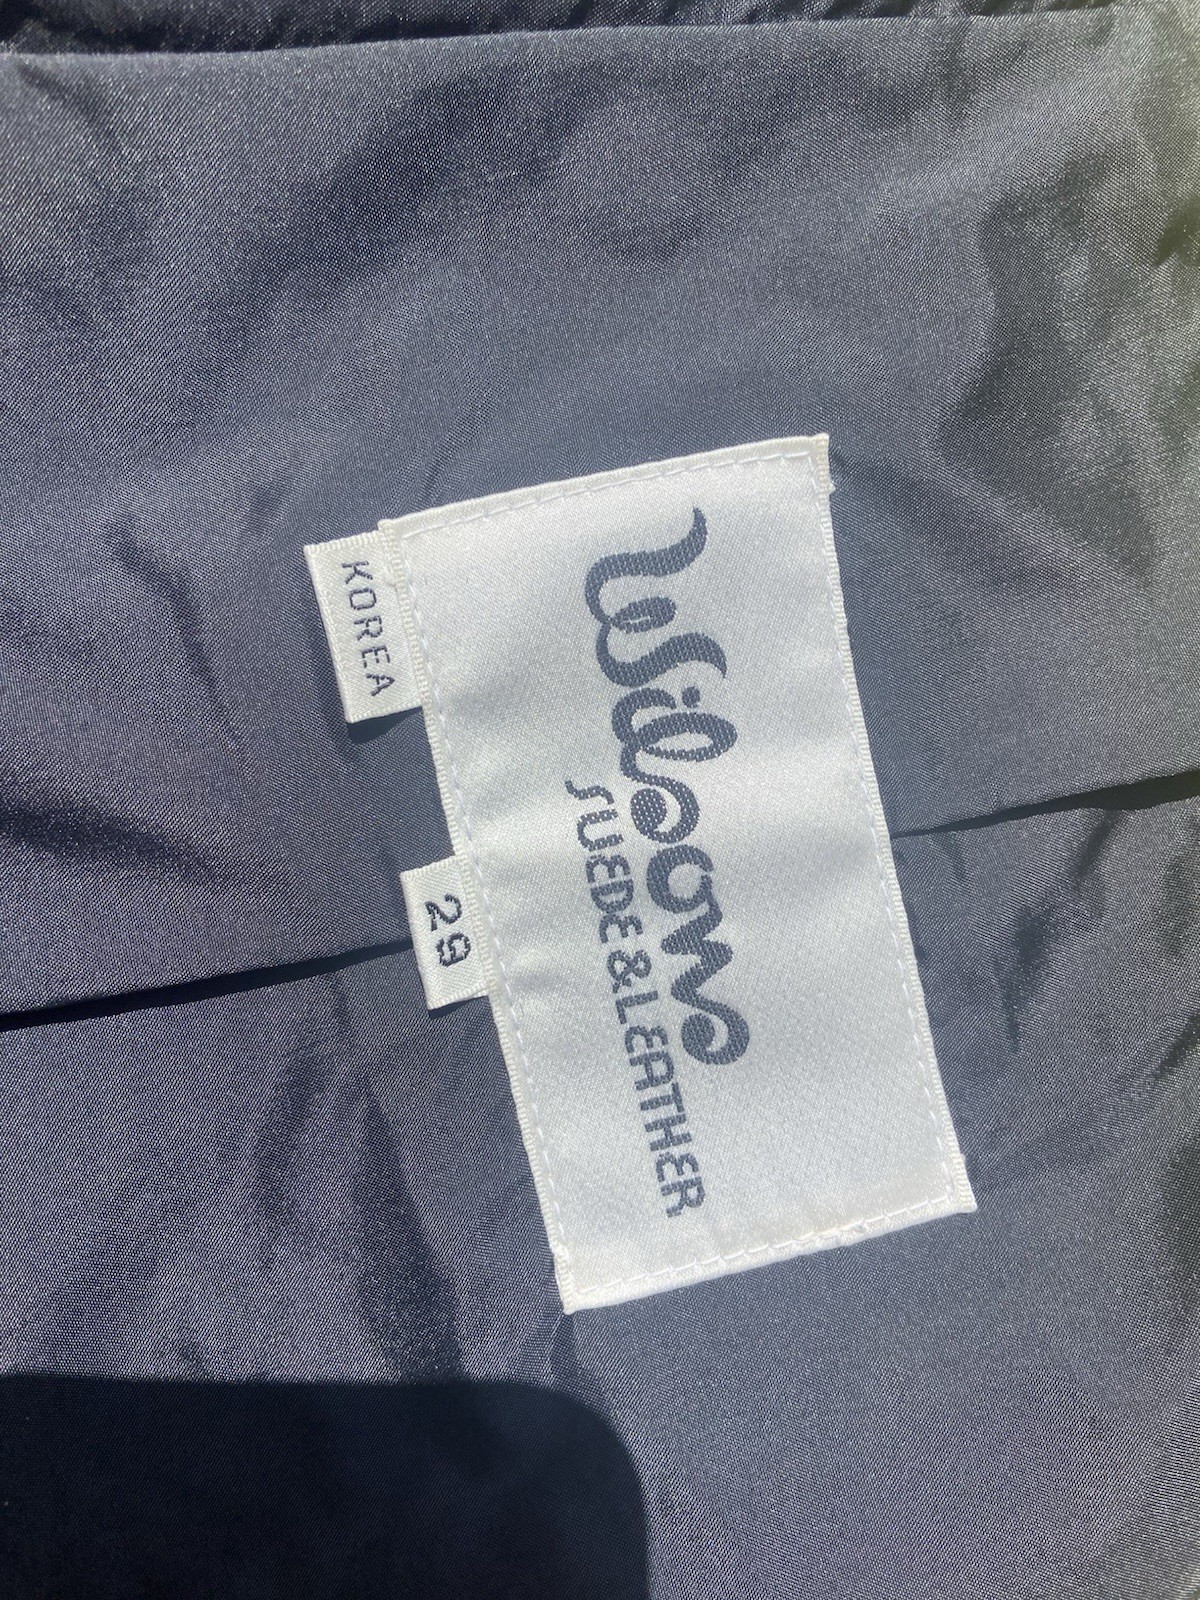 Wilsons
SUEDE & LEATHER
KOREA
29